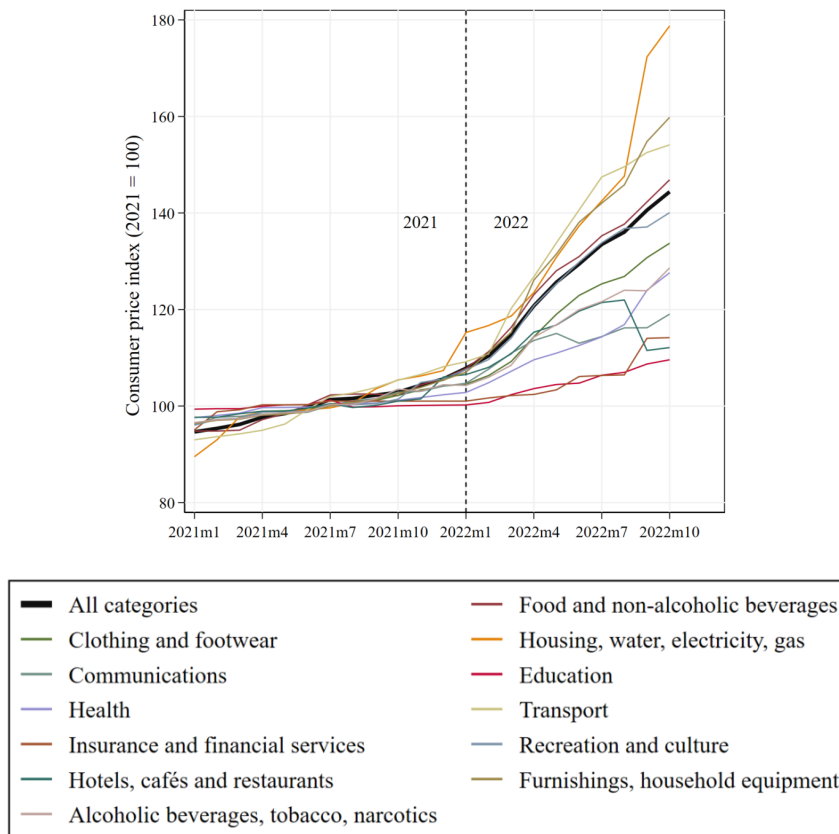 180
160
140
120
100
80
Consumer price index (2021 = 100)
2021
2022
2021m1
2021m4
2021m7
2021m10
2022m1
2022m4
2022m7
2022m10
All categories
Food and non-alcoholic beverages
Clothing and footwear
Housing, water, electricity, gas
Communications
Education
Health
Transport
Insurance and financial services
Recreation and culture
Hotels, cafés and restaurants
Furnishings, household equipment
Alcoholic beverages, tobacco, narcotics